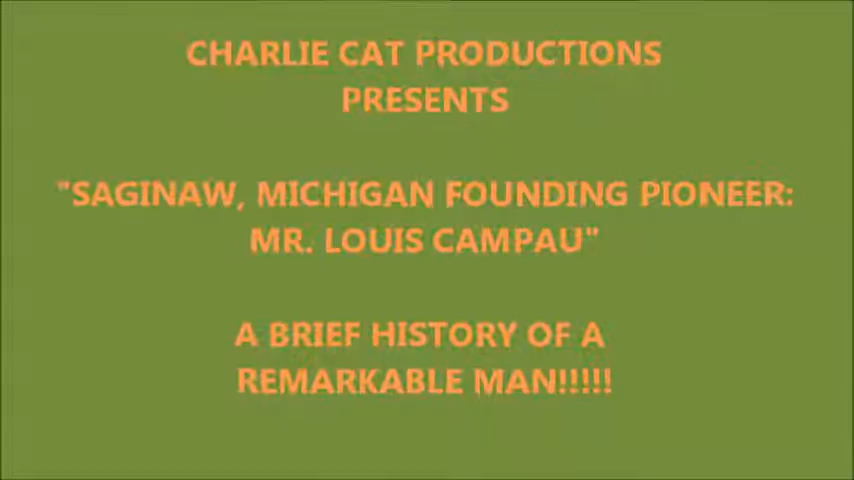 CHARLIE CAT PRODUCTIONS
PRESENTS
"SAGINAW, MICHIGAN FOUNDING PIONEER:
MR. LOUIS CAMPAU"
A BRIEF HISTORY OF A
REMARKABLE MAN!!!!!